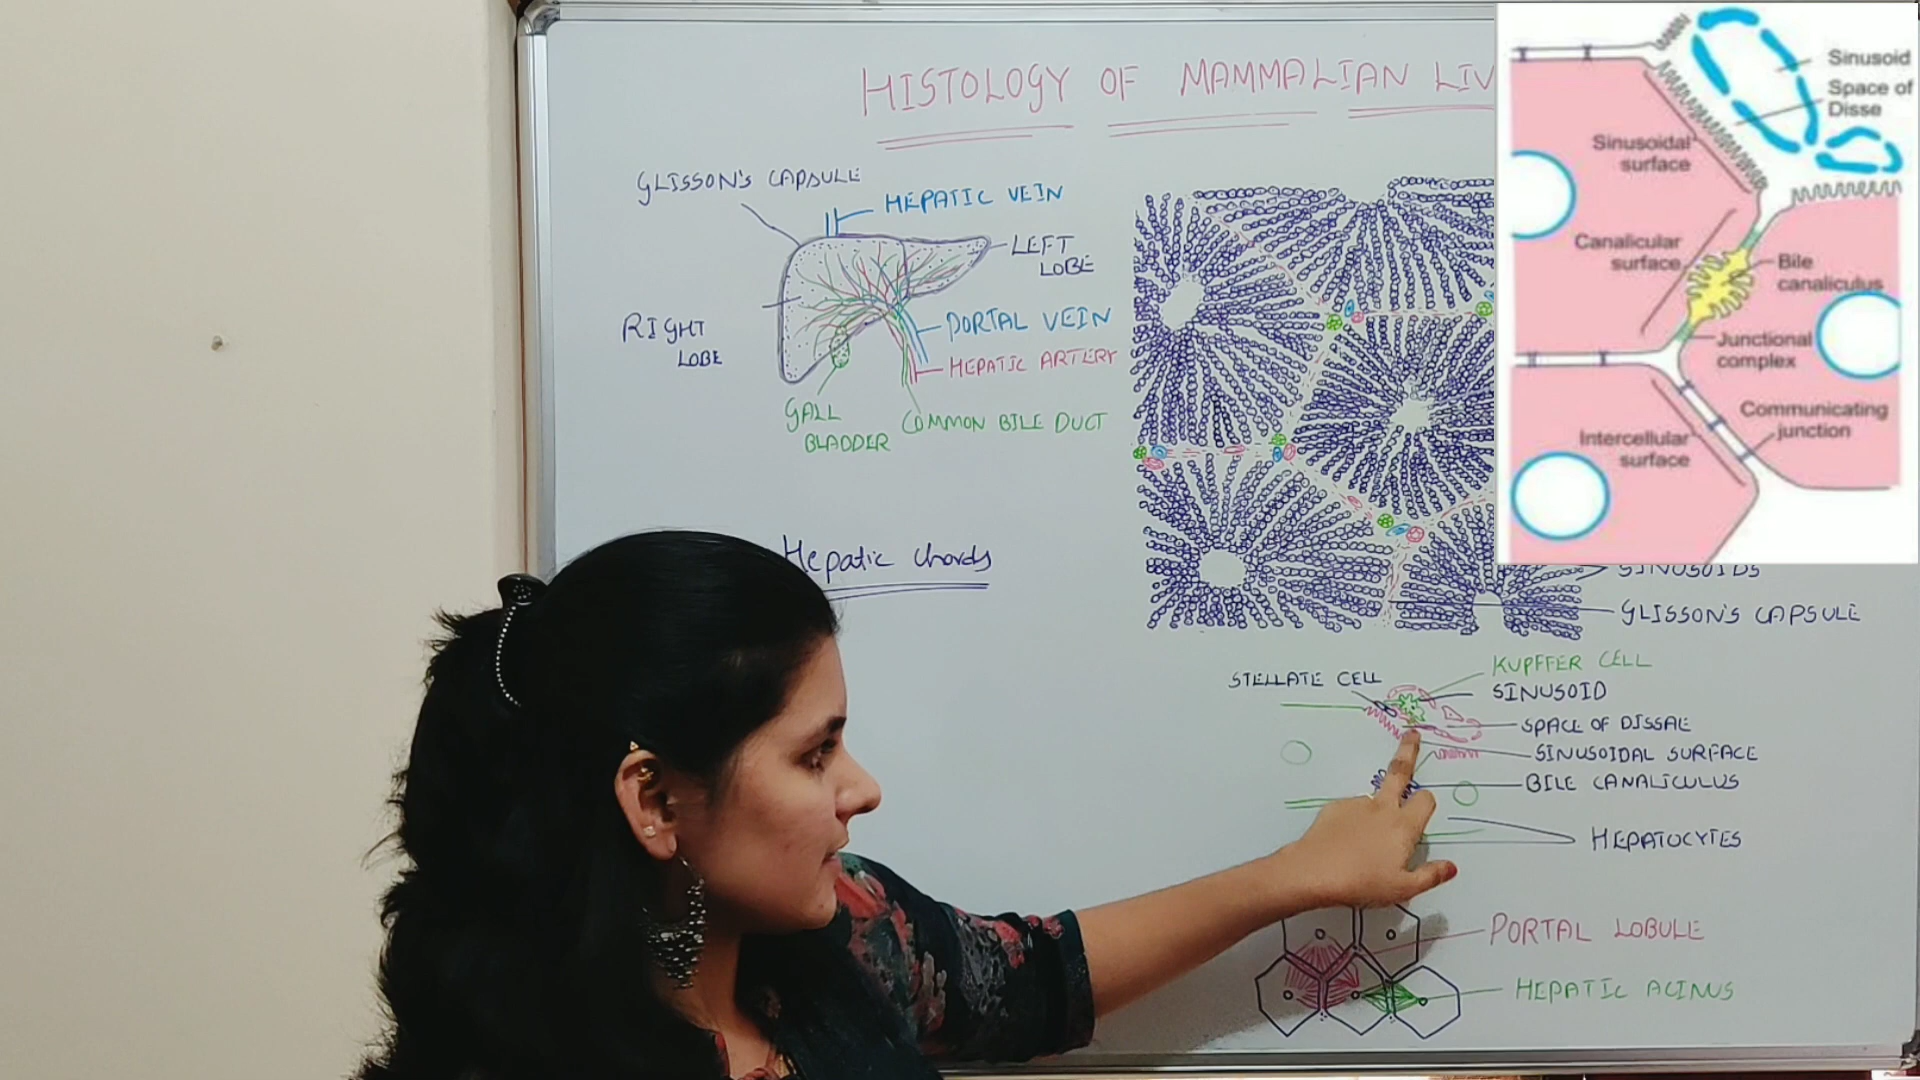 HISTOLOGY OF MAMMALIAN LIV
GLISSON'S CAPSULE
HEPATIC VEIN
LEFT
LOBE
RIGHT
LOBE
PORTAL VEIN
HEPATIC ARTERY
GALL
BLADDER
COMMON BILE DUCT
Hepatic Chords
Sinusoid
Space of
Disse
Sinusoidal
surface
Canalicular
surface
Bile
canaliculus
Junctional
complex
Communicating
junction
Intercellular
surface
SINUSOIDS
GLISSON'S CAPSULE
STELLATE CELL
KUPFFER CELL
SINUSOID
SPACE OF DISSAE
SINUSOIDAL SURFACE
BILE CANALICULUS
HEPATOCYTES
PORTAL LOBULE
HEPATIC ACINUS